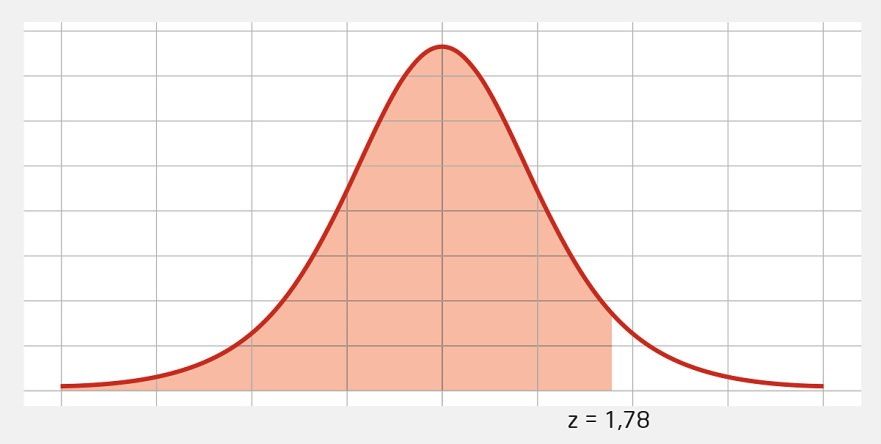 z = 1,78